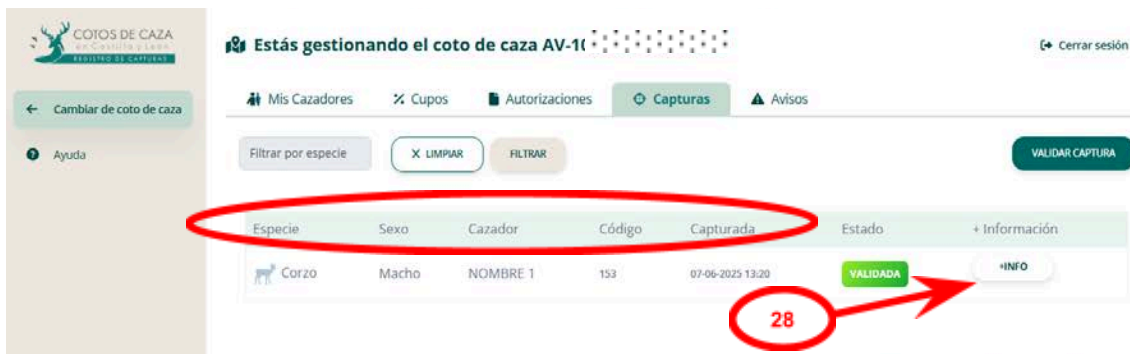 COTOS DE CAZA
en Castilla y León
REGISTRO DE CAPTURAS
Estás gestionando el coto de caza AV-10
Cerrar sesión
Cambiar de coto de caza
Mis Cazadores
Cupos
Autorizaciones
Capturas
Avisos
Ayuda
Filtrar por especie
X LIMPIAR
FILTRAR
VALIDAR CAPTURA
Especie Sexo Cazador Código Capturada Estado + Información
Corzo Macho NOMBRE 1 153 07-06-2025 13:20 VALIDADA +INFO
28